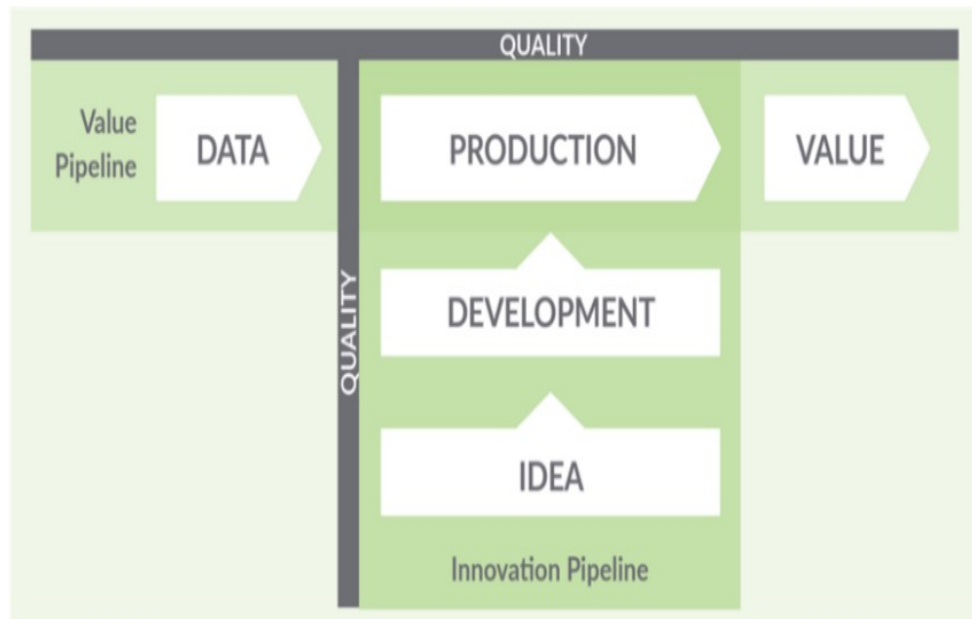 QUALITY
Value
Pipeline
DATA
PRODUCTION
VALUE
QUALITY
DEVELOPMENT
IDEA
Innovation Pipeline